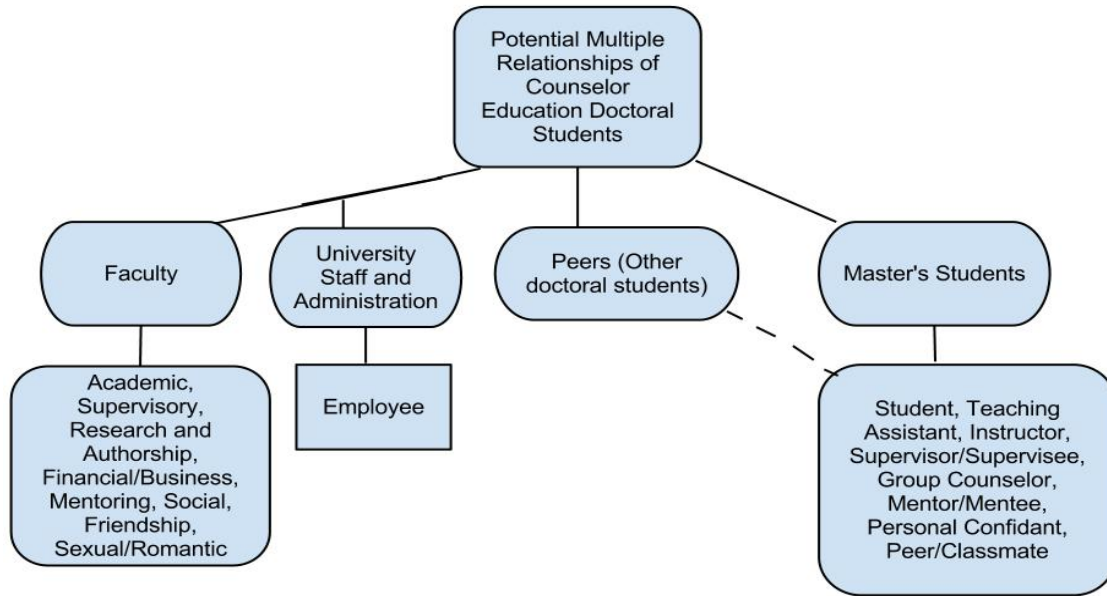 Potential Multiple
Relationships of
Counselor
Education Doctoral
Students
Faculty
University
Staff and
Administration
Peers (Other
doctoral students)
Master's Students
Academic,
Supervisory,
Research and
Authorship,
Financial/Business,
Mentoring, Social,
Friendship,
Sexual/Romantic
Employee
Student, Teaching
Assistant, Instructor,
Supervisor/Supervisee,
Group Counselor,
Mentor/Mentee,
Personal Confidant,
Peer/Classmate